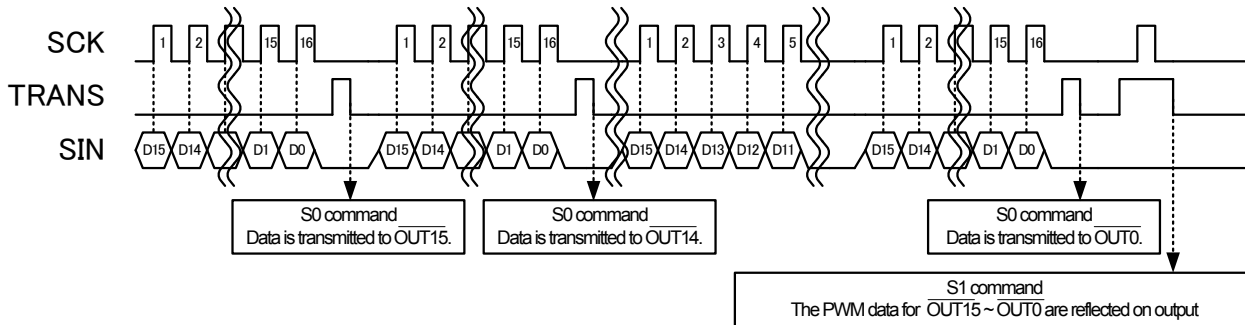 SCK 1 2 15 16 1 2 15 16 1 2 3 4 5 1 2 15 16
TRANS
SIN D15 D14 D1 D0 D15 D14 D1 D0 D15 D14 D13 D12 D11 D15 D14 D1 D0
S0 command
Data is transmitted to OUT15.
S0 command
Data is transmitted to OUT14.
S0 command
Data is transmitted to OUT0.
S1 command
The PWM data for OUT15 ~ OUT0 are reflected on output